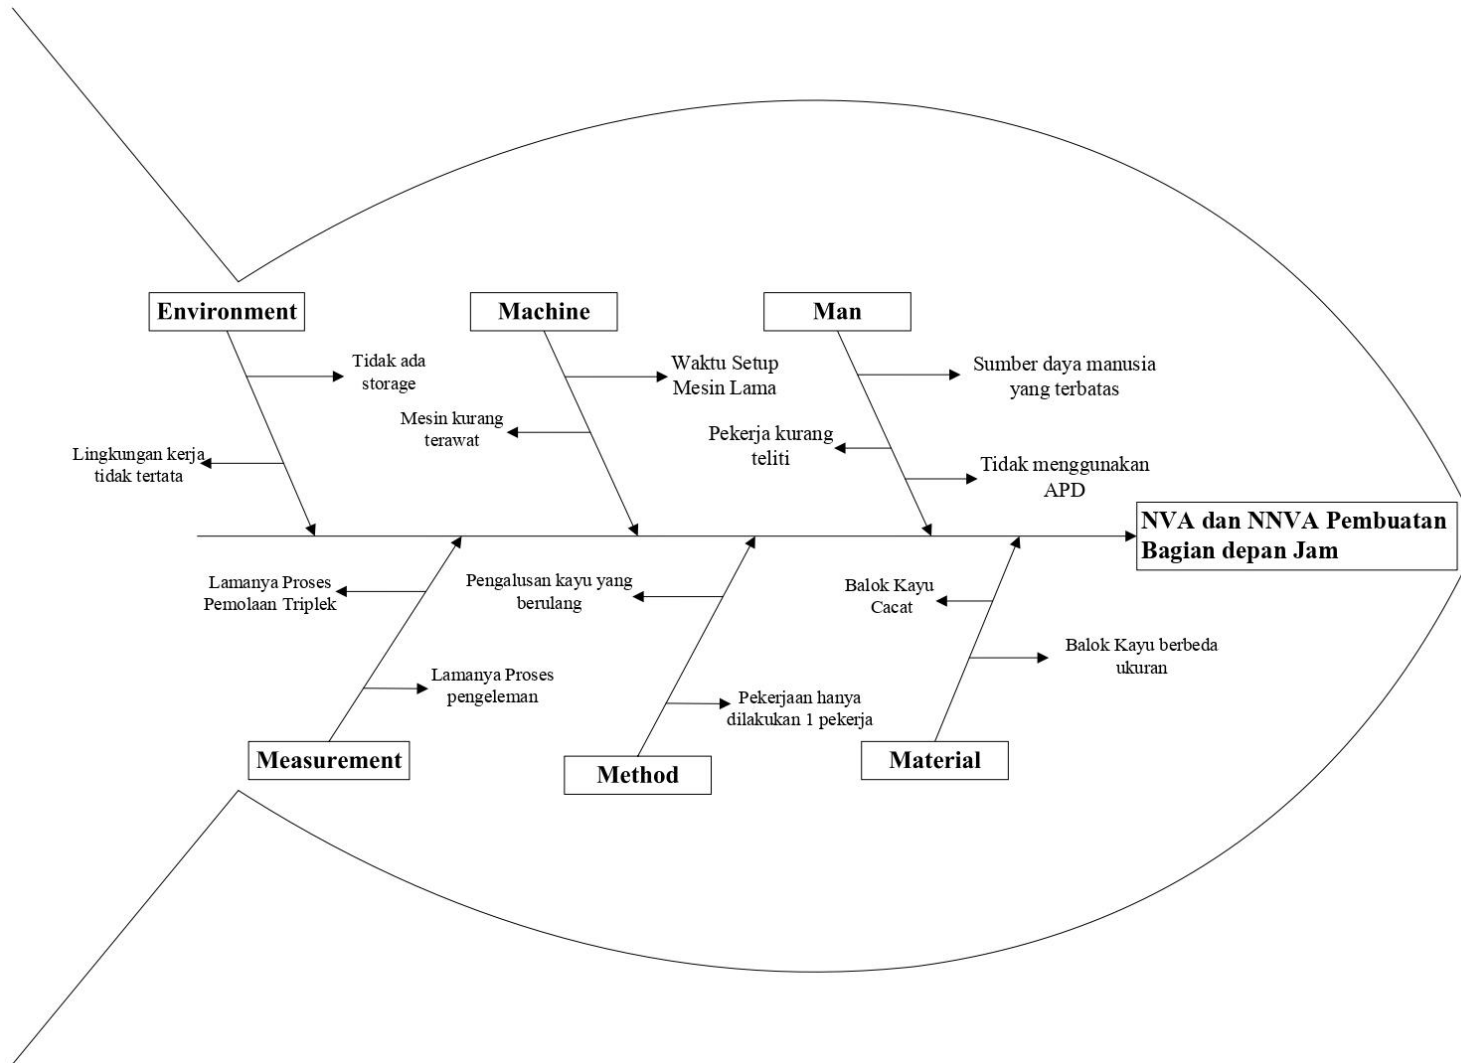 Environment
Machine
Man
Tidak ada
storage
Waktu Setup
Mesin Lama
Sumber daya manusia
yang terbatas
Mesin kurang
terawat
Pekerja kurang
teliti
Lingkungan kerja
tidak tertata
Tidak menggunakan
APD
NVA dan NNVA Pembuatan
Bagian depan Jam
Lamanya Proses
Pemolaan Triplek
Pengalusan kayu yang
berulang
Balok Kayu
Cacat
Balok Kayu berbeda
ukuran
Lamanya Proses
pengeleman
Pekerjaan hanya
dilakukan 1 pekerja
Measurement
Method
Material